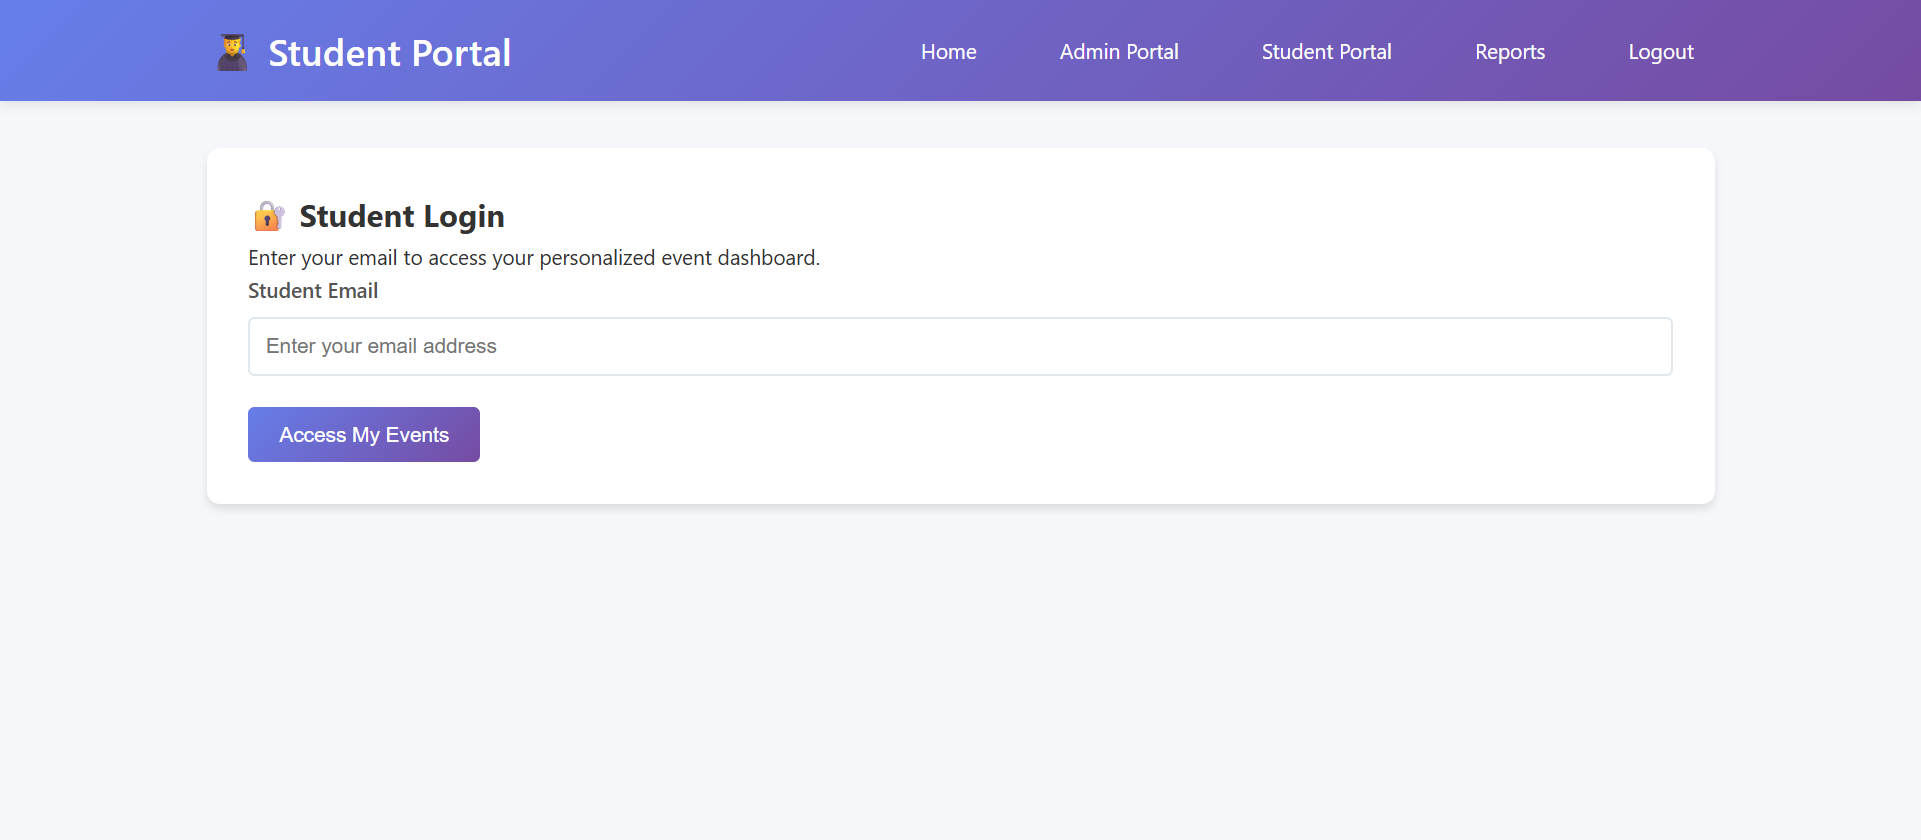 Student Portal
Home Admin Portal Student Portal Reports Logout
Student Login
Enter your email to access your personalized event dashboard.
Student Email
Enter your email address
Access My Events